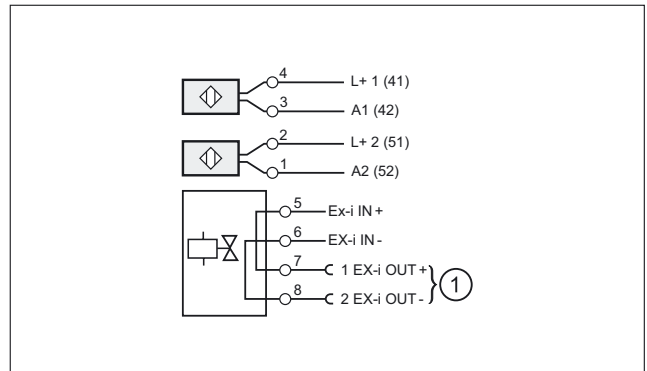 4 L+ 1 (41)
3 A1 (42)
2 L+ 2 (51)
1 A2 (52)
5 Ex-i IN +
6 EX-i IN -
7 1 EX-i OUT +
8 2 EX-i OUT -
1